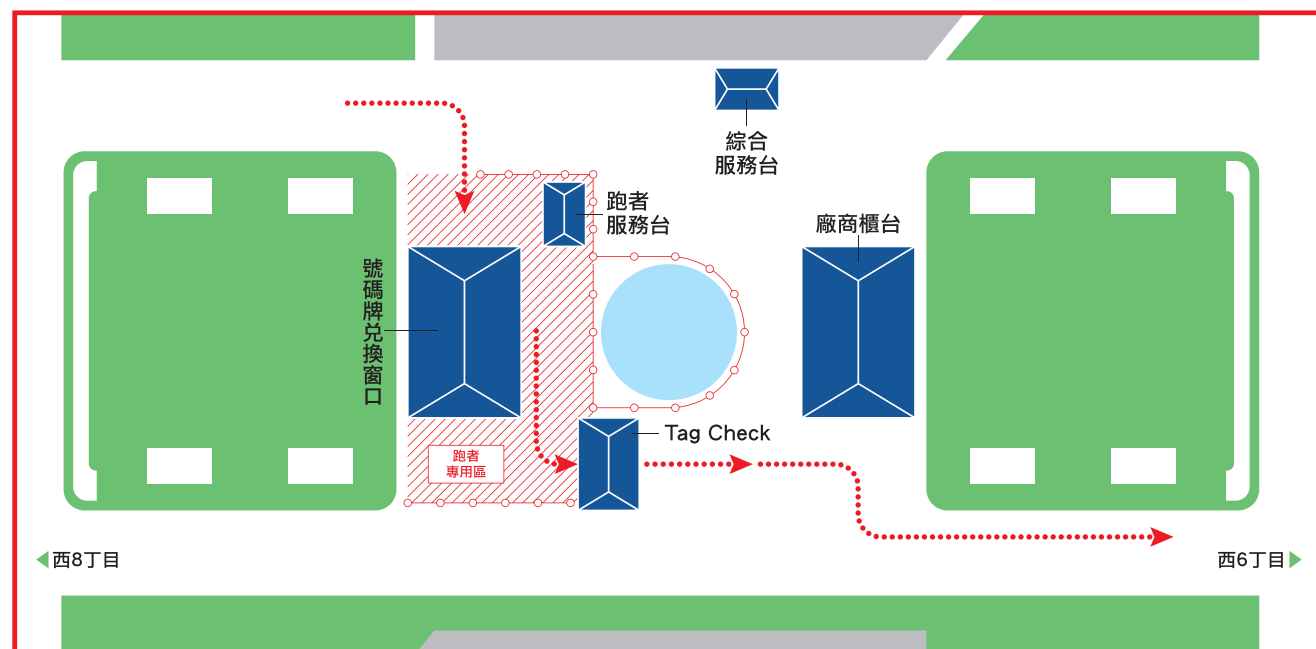 綜合
服務台
跑者
服務台
廠商櫃台
號碼牌兑換窗口
Tag Check
跑者
專用區
西8丁目
西6丁目